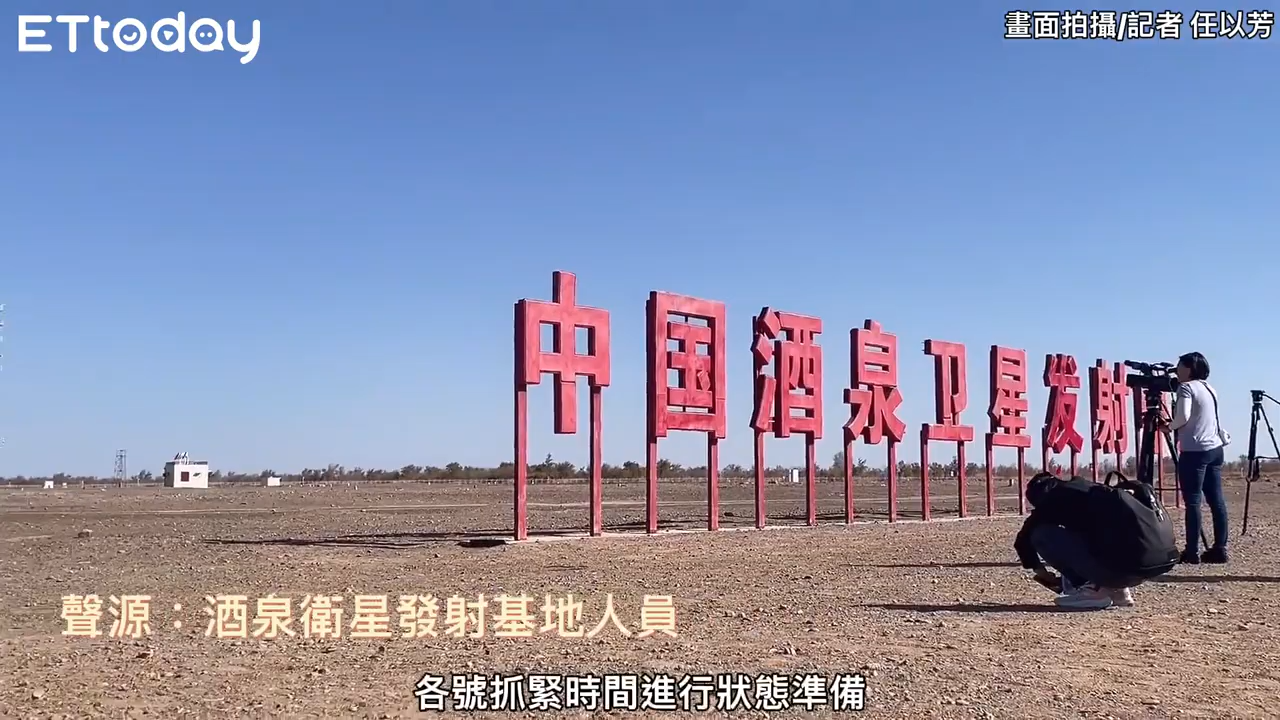 ETtoday
畫面拍攝/記者 任以芳
中国酒泉卫星发射
聲源：酒泉衛星發射基地人員
各號抓緊時間進行狀態準備